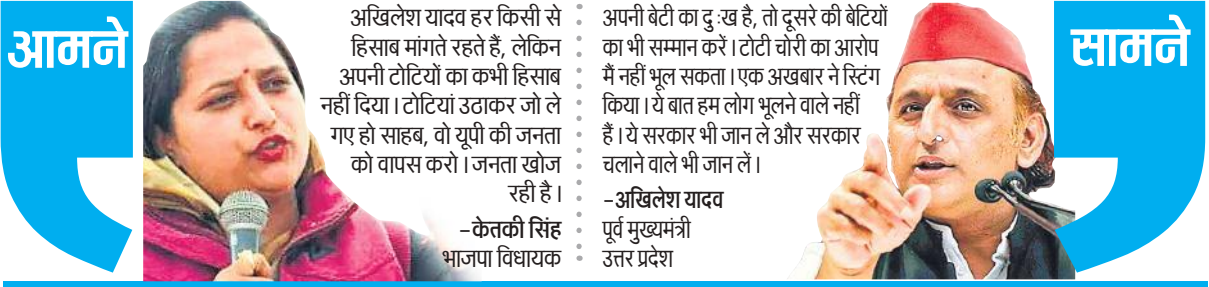 आमने
अखिलेश यादव हर किसी से
हिसाब मांगते रहते हैं, लेकिन
अपनी टोटियों का कभी हिसाब
नहीं दिया। टोटियां उठाकर जो ले
गए हो साहब, वो यूपी की जनता
को वापस करो। जनता खोज
रही है।
-केतकी सिंह
भाजपा विधायक
अपनी बेटी का दुःख है, तो दूसरे की बेटियों
का भी सम्मान करें। टोटी चोरी का आरोप
मैं नहीं भूल सकता। एक अखबार ने स्टिंग
किया। ये बात हम लोग भूलने वाले नहीं
हैं। ये सरकार भी जान ले और सरकार
चलाने वाले भी जान लें।
-अखिलेश यादव
पूर्व मुख्यमंत्री
उत्तर प्रदेश
सामने